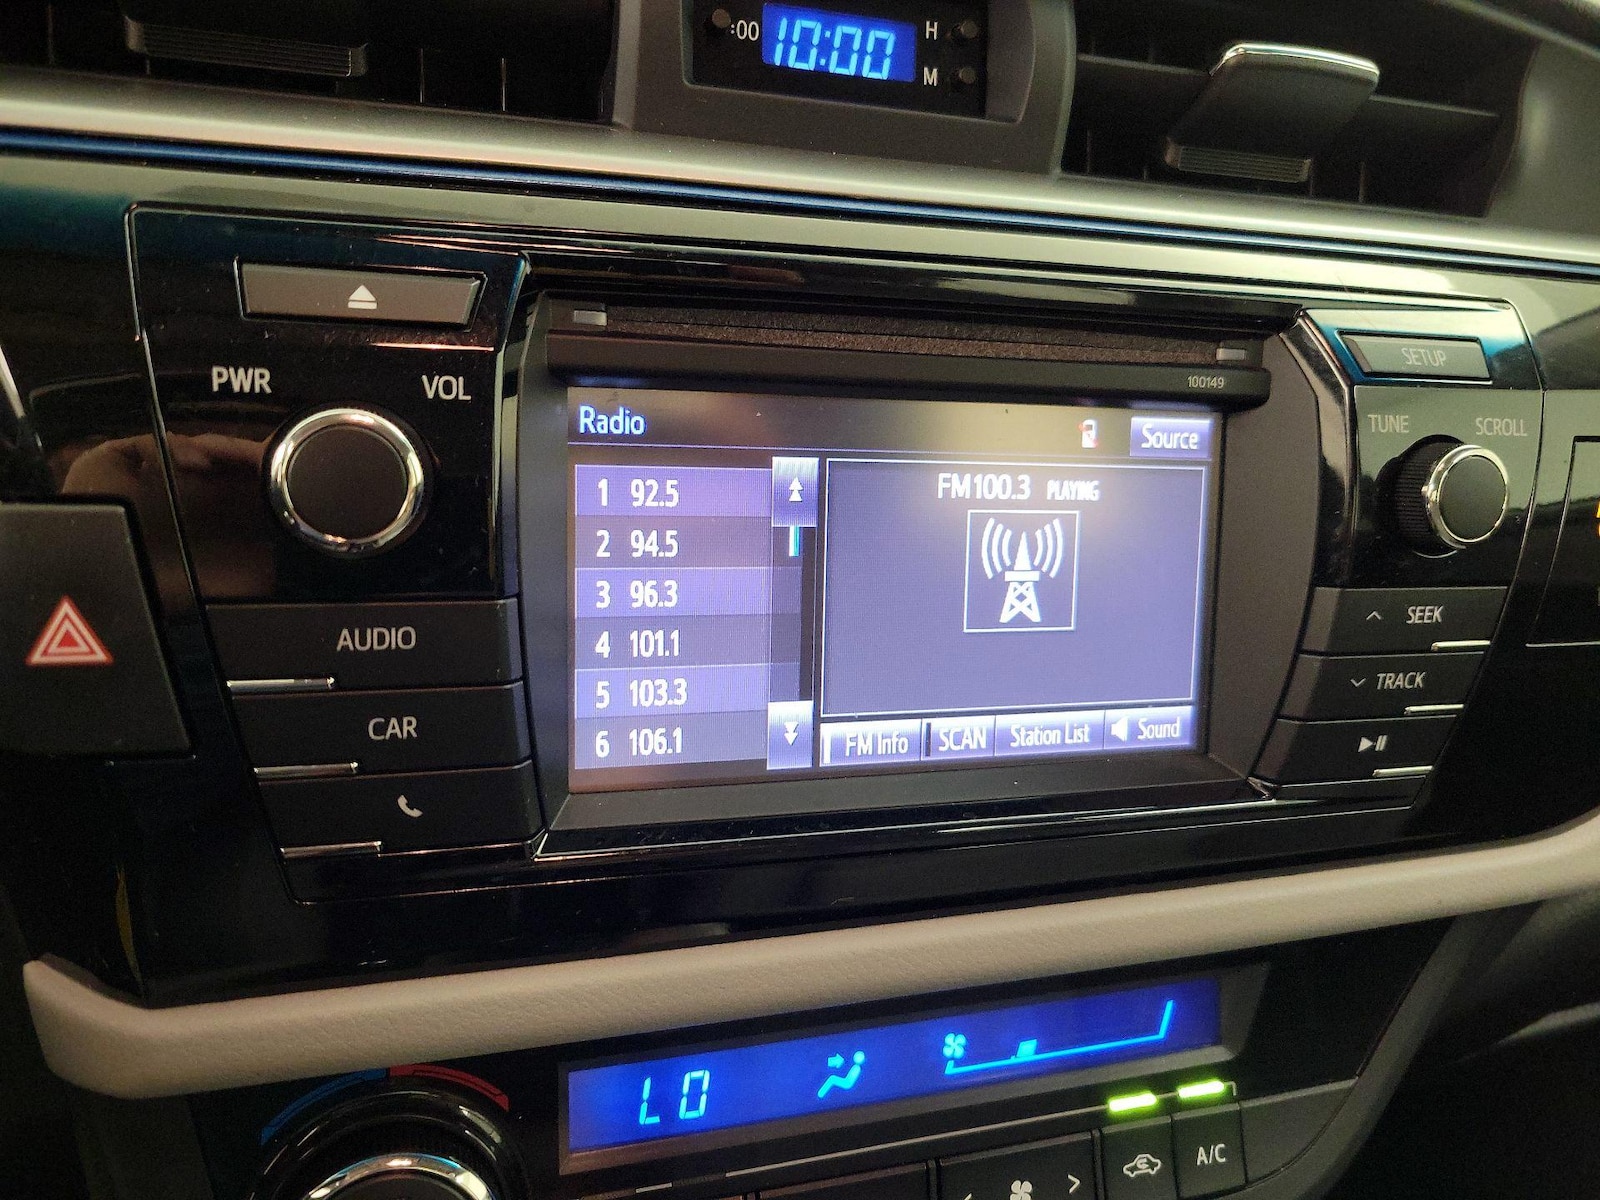 :00 10:00 H
M
100149
SETUP
PWR VOL
TUNE SCROLL
Radio
Source
1 92.5
2 94.5
3 96.3
4 101.1
5 103.3
6 106.1
FM100.3 PLAYING
FM Info SCAN Station List Sound
AUDIO
CAR
SEEK
TRACK
LO
A/C